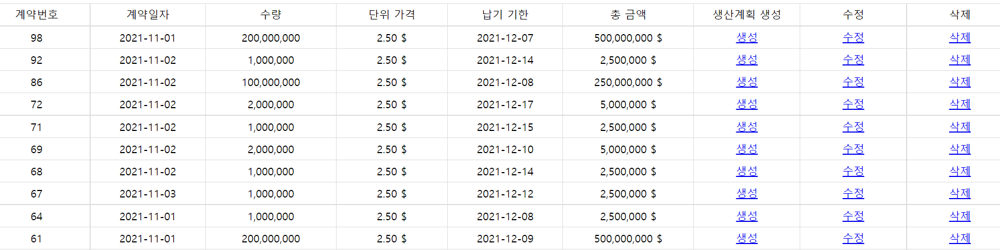 계약번호 계약일자 수량 단위 가격 납기 기한 총 금액 생산계획 생성 수정 삭제
98 2021-11-01 200,000,000 2.50 $ 2021-12-07 500,000,000 $ 생성 수정 삭제
92 2021-11-02 1,000,000 2.50 $ 2021-12-14 2,500,000 $ 생성 수정 삭제
86 2021-11-02 100,000,000 2.50 $ 2021-12-08 250,000,000 $ 생성 수정 삭제
72 2021-11-02 2,000,000 2.50 $ 2021-12-17 5,000,000 $ 생성 수정 삭제
71 2021-11-02 1,000,000 2.50 $ 2021-12-15 2,500,000 $ 생성 수정 삭제
69 2021-11-02 2,000,000 2.50 $ 2021-12-10 5,000,000 $ 생성 수정 삭제
68 2021-11-02 1,000,000 2.50 $ 2021-12-14 2,500,000 $ 생성 수정 삭제
67 2021-11-03 1,000,000 2.50 $ 2021-12-12 2,500,000 $ 생성 수정 삭제
64 2021-11-01 1,000,000 2.50 $ 2021-12-08 2,500,000 $ 생성 수정 삭제
61 2021-11-01 200,000,000 2.50 $ 2021-12-09 500,000,000 $ 생성 수정 삭제